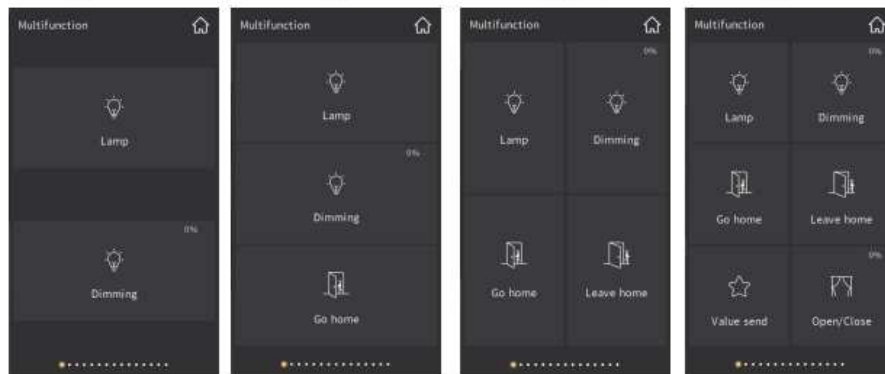 Multifunction
Lamp
0%
Dimming
Multifunction
Lamp
0%
Dimming
Go home
Multifunction
0%
Lamp Dimming
Go home Leave home
Multifunction
0%
Lamp Dimming
Go home Leave home
0%
Value send Open/Close